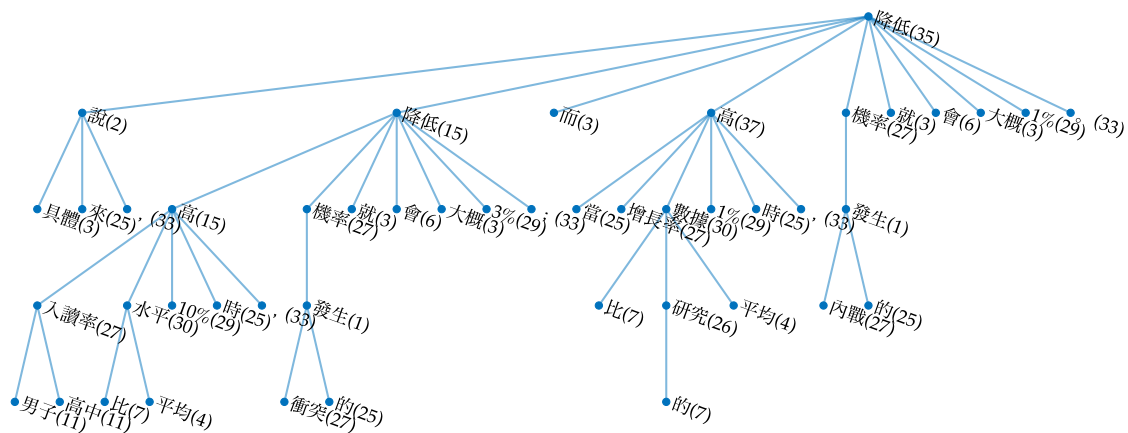 降低(35)
說(2) 降低(15) 而(3) 高(37) 機率(27) 就(3) 會(6) 大概(3) 1%(29) 。(33)
具體(3) 來(25) ，(33) 高(15) 機率(27) 就(3) 會(6) 大概(3) 3%(29) ；(33) 當(25) 增長率(27) 數據(30) 1%(29) 時(25) ，(33) 發生(1)
入讀率(27) 水平(30) 10%(29) 時(25) ，(33) 發生(1) 比(7) 研究(26) 平均(4) 內戰(27) 的(25)
男子(11) 高中(11) 比(7) 平均(4) 衝突(27) 的(25) 的(7)